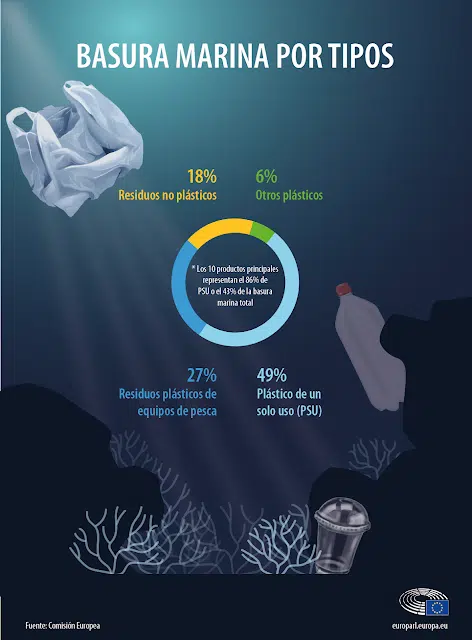 BASURA MARINA POR TIPOS
18%
Residuos no plásticos
6%
Otros plásticos
* Los 10 productos principales
representan el 86% de
PSU o el 43% de la basura
marina total
27%
Residuos plásticos de
equipos de pesca
49%
Plástico de un
solo uso (PSU)
Fuente: Comisión Europea
europarl.europa.eu